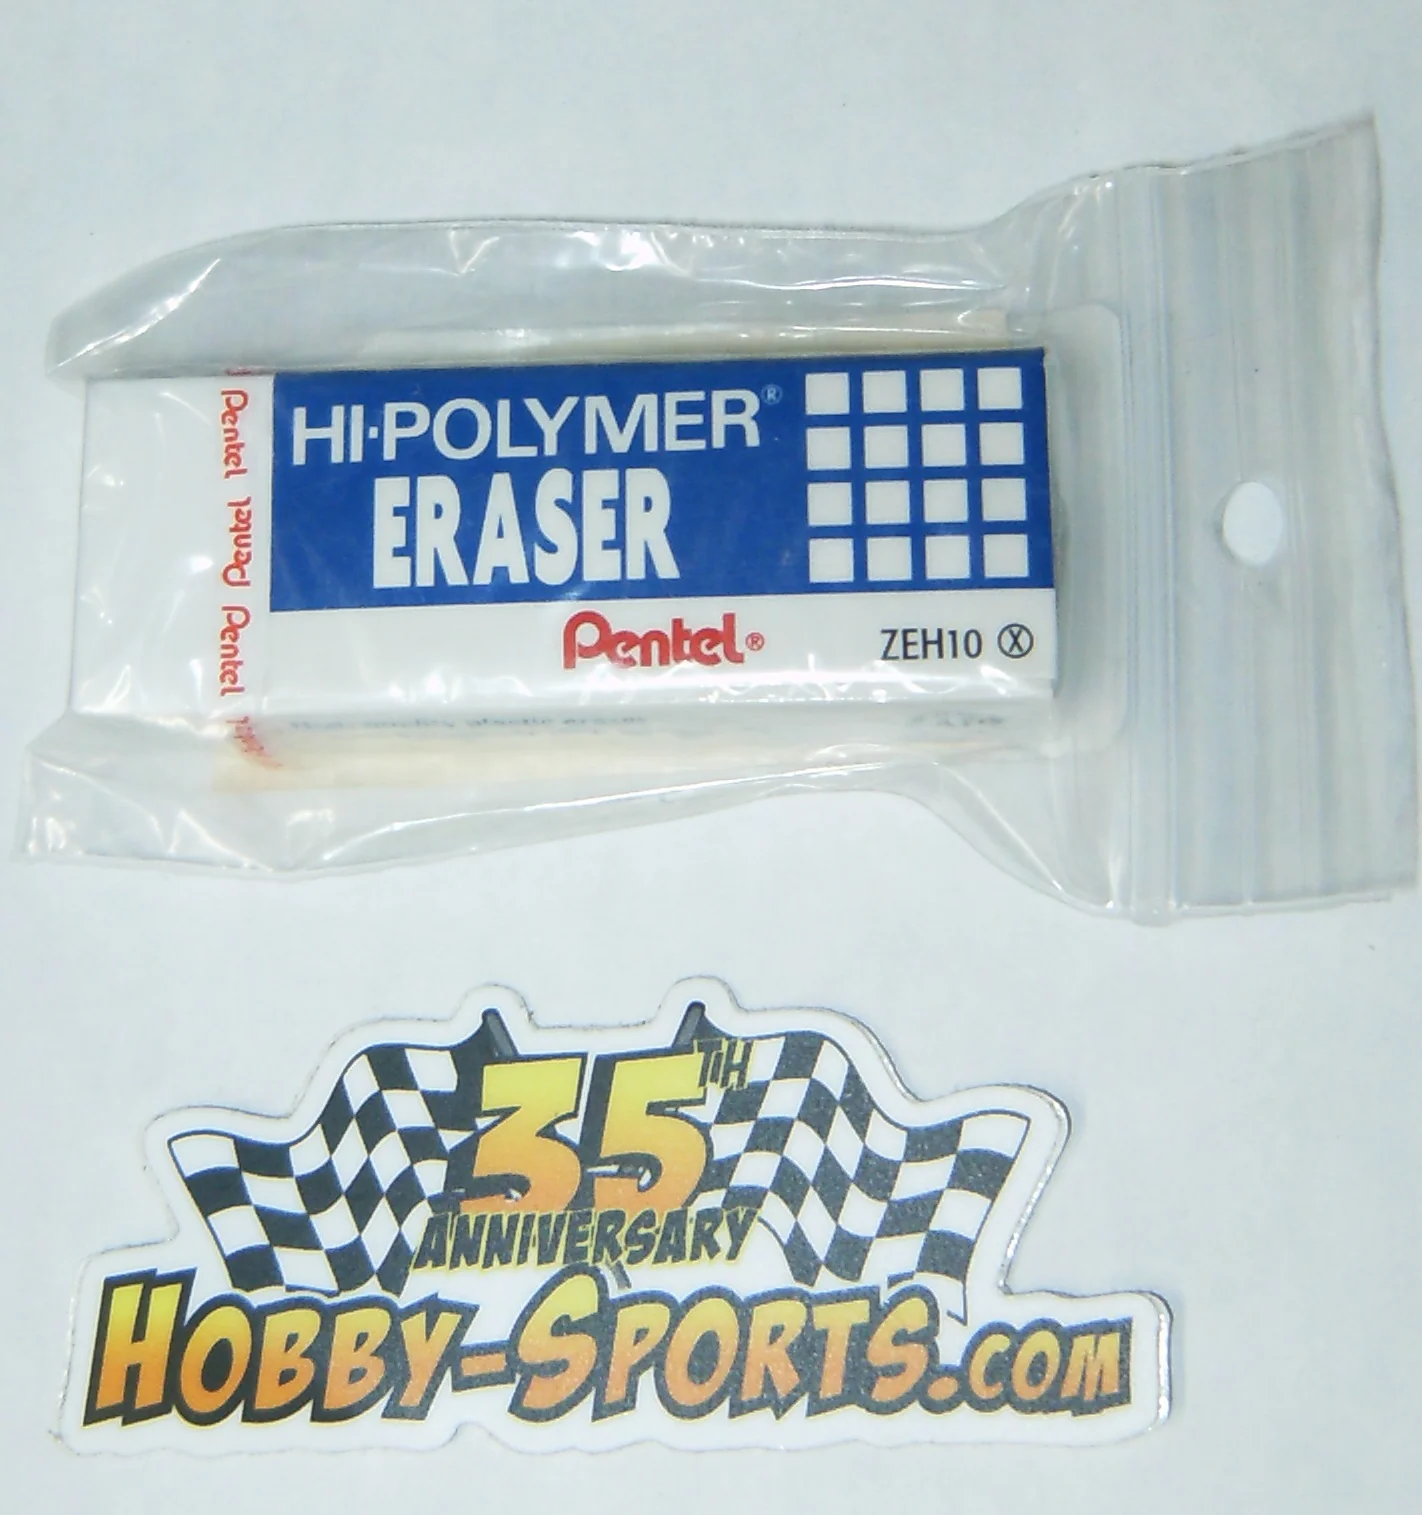 HI-POLYMER®
ERASER
Pentel®
ZEH10 Ⓧ
Pentel Pentel Pentel
35TH
ANNIVERSARY
HOBBY-SPORTS.COM